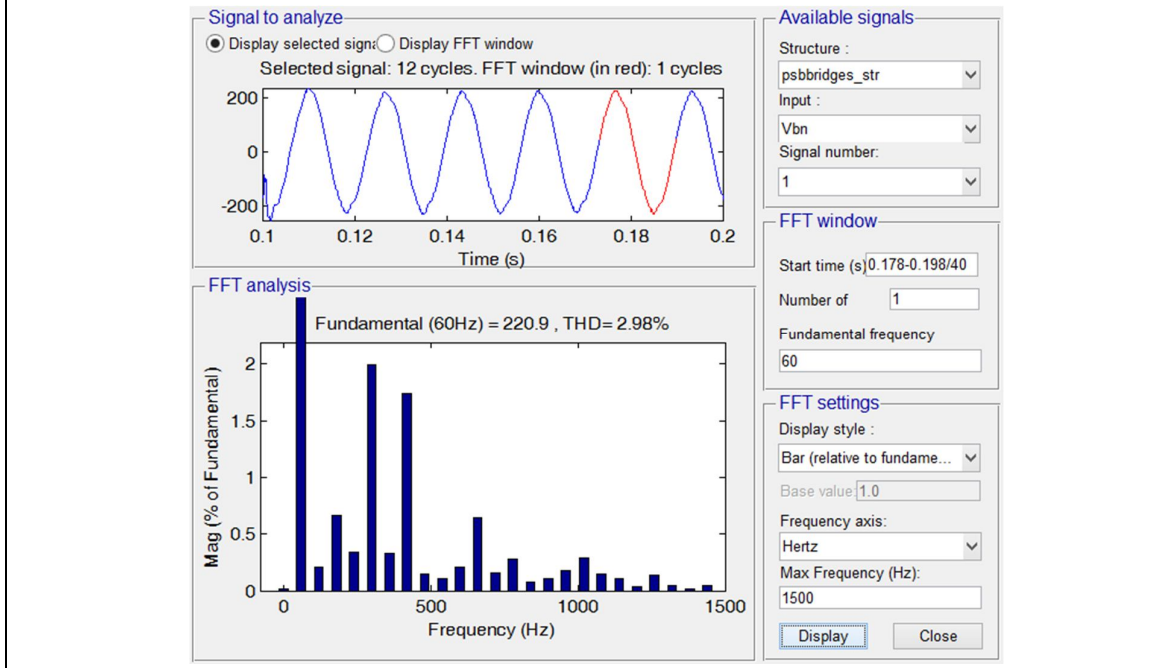 Signal to analyze
Display selected signa
Display FFT window
Selected signal: 12 cycles. FFT window (in red): 1 cycles
200
0
-200
0.1
0.12
0.14
0.16
0.18
0.2
Time (s)
FFT analysis
Fundamental (60Hz) = 220.9 , THD= 2.98%
Mag (% of Fundamental)
2
1.5
1
0.5
0
0
500
1000
1500
Frequency (Hz)
Available signals
Structure :
psbbridges_str
Input :
Vbn
Signal number:
1
FFT window
Start time (s)
0.178-0.198/40
Number of
1
Fundamental frequency
60
FFT settings
Display style :
Bar (relative to fundame...
Base value:
1.0
Frequency axis:
Hertz
Max Frequency (Hz):
1500
Display
Close